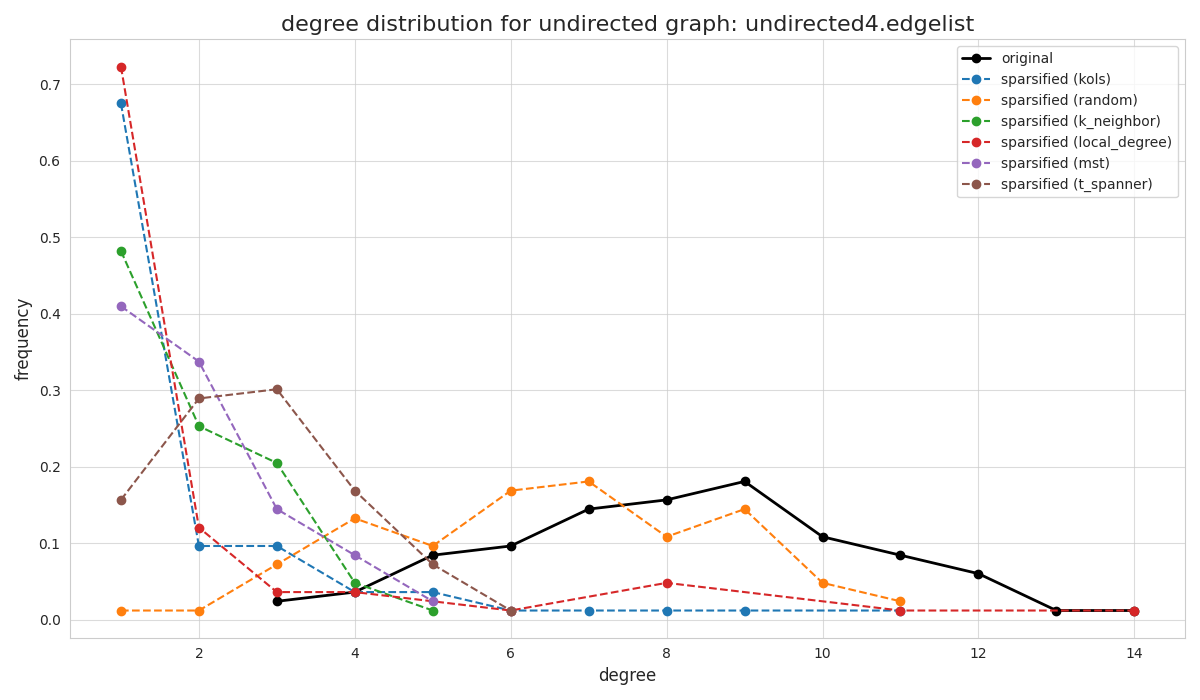 degree distribution for undirected graph: undirected4.edgelist
original
sparsified (kols)
sparsified (random)
sparsified (k_neighbor)
sparsified (local_degree)
sparsified (mst)
sparsified (t_spanner)
frequency
0.7
0.6
0.5
0.4
0.3
0.2
0.1
0.0
2 4 6 8 10 12 14
degree